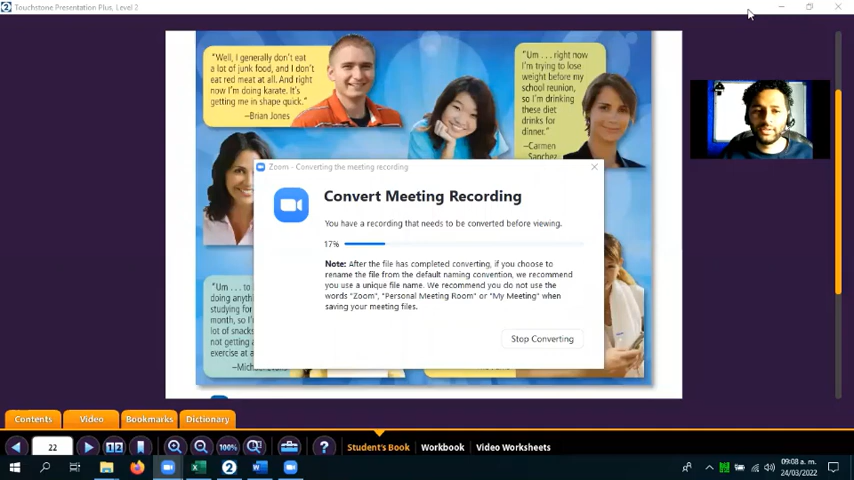 Touchstone Presentation Plus, Level 2
"Well, I generally don't eat
a lot of junk food, and I don't
eat red meat at all. And right
now I'm doing karate. It's
getting me in shape quick."
–Brian Jones
"Um . . . right now
I'm trying to lose
weight before my
school reunion,
so I'm drinking
these diet
drinks for
dinner."
–Carmen
Sanchez
Zoom - Converting the meeting recording
Convert Meeting Recording
You have a recording that needs to be converted before viewing.
17%
Note: After the file has completed converting, if you choose to
rename the file from the default naming convention, we recommend
you use a unique file name. We recommend you do not use the
words "Zoom", "Personal Meeting Room" or "My Meeting" when
saving your meeting files.
Stop Converting
"Um . . . to
doing anythi
studying for
month, so I'
lot of snacks
not getting a
exercise at a
Contents
Video
Bookmarks
Dictionary
22
12
100%
?
Student's Book
Workbook
Video Worksheets
09:08 a. m.
24/03/2022